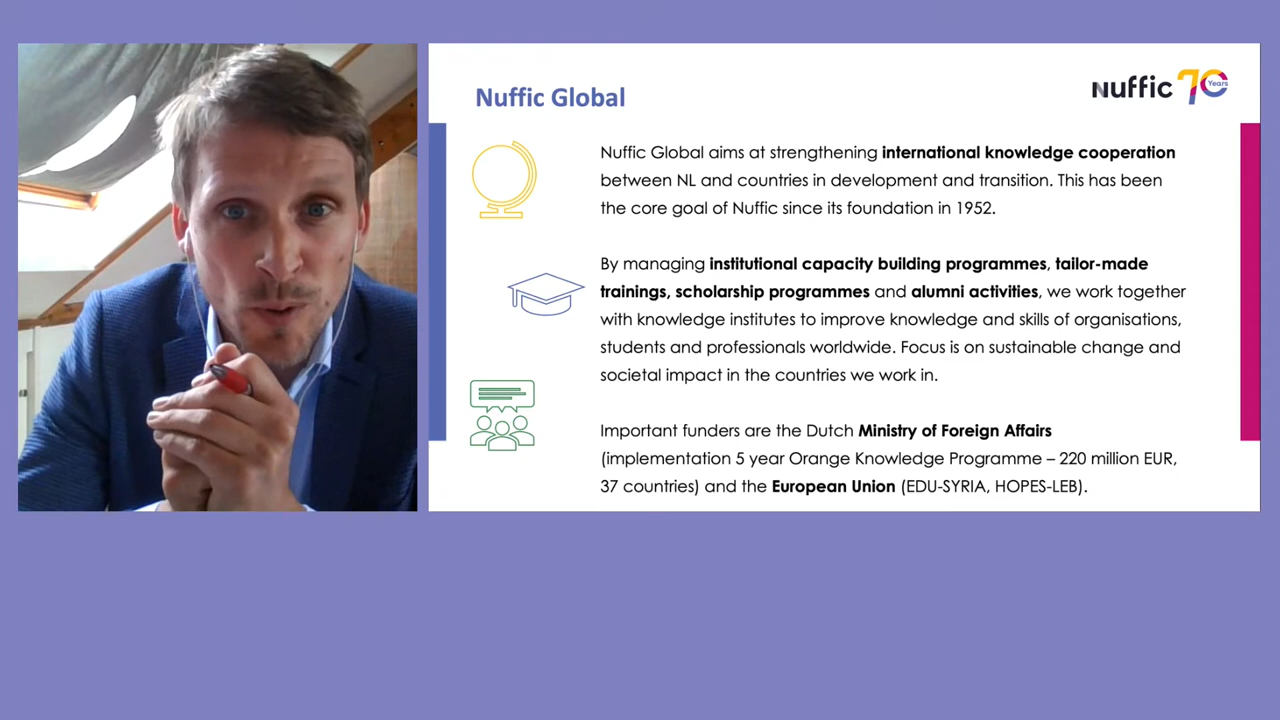 Nuffic Global
Nuffic 70 Years
Nuffic Global aims at strengthening international knowledge cooperation
between NL and countries in development and transition. This has been
the core goal of Nuffic since its foundation in 1952.
By managing institutional capacity building programmes, tailor-made
trainings, scholarship programmes and alumni activities, we work together
with knowledge institutes to improve knowledge and skills of organisations,
students and professionals worldwide. Focus is on sustainable change and
societal impact in the countries we work in.
Important funders are the Dutch Ministry of Foreign Affairs
(implementation 5 year Orange Knowledge Programme – 220 million EUR,
37 countries) and the European Union (EDU-SYRIA, HOPES-LEB).